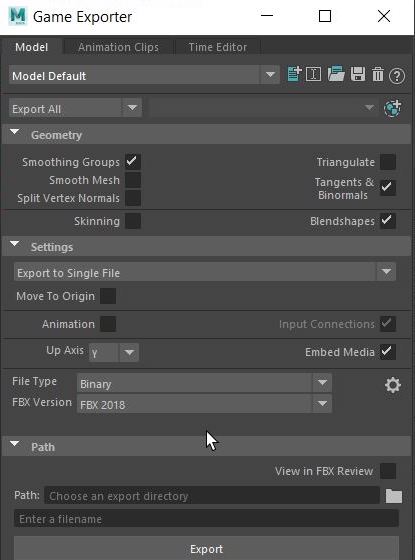 Game Exporter
Model Animation Clips Time Editor
Model Default
Export All
Geometry
Smoothing Groups Triangulate
Smooth Mesh Tangents &
Binormals
Split Vertex Normals
Skinning Blendshapes
Settings
Export to Single File
Move To Origin
Animation Input Connections
Up Axis Y Embed Media
File Type Binary
FBX Version FBX 2018
Path
View in FBX Review
Path: Choose an export directory
Enter a filename
Export